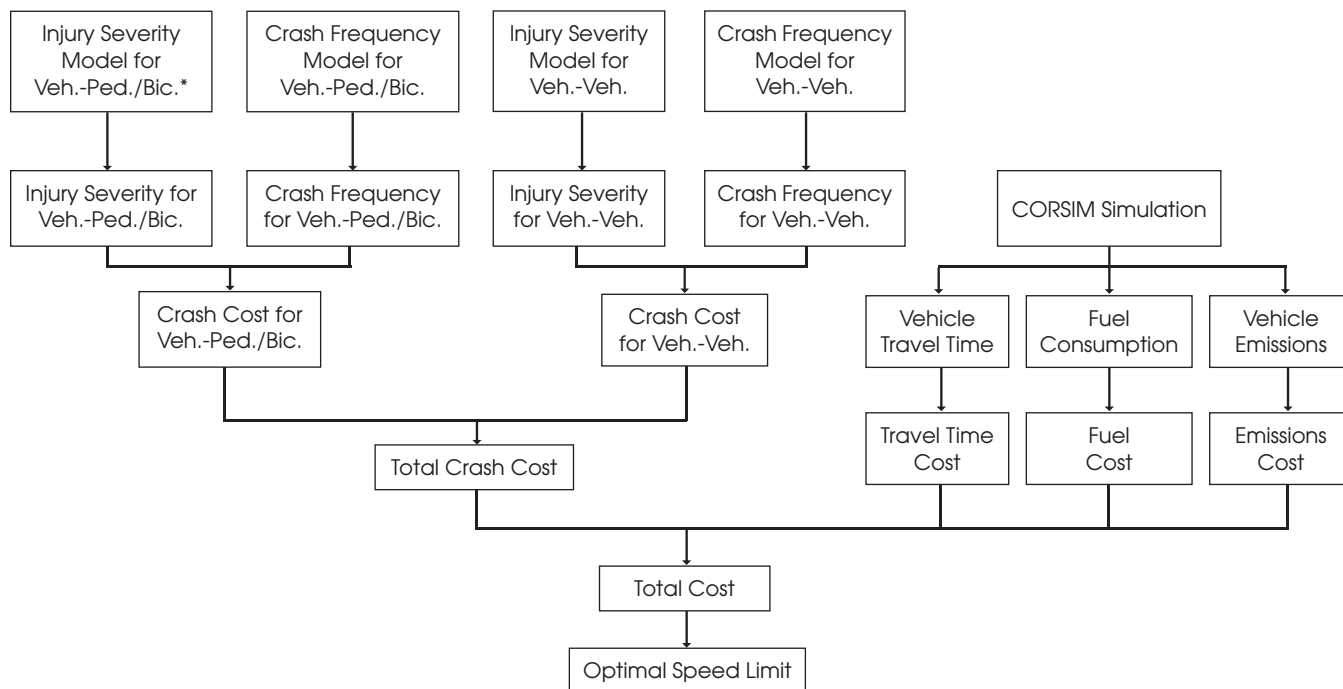 Injury Severity
Model for
Veh.-Ped./Bic.*
Crash Frequency
Model for
Veh.-Ped./Bic.
Injury Severity
Model for
Veh.-Veh.
Crash Frequency
Model for
Veh.-Veh.
Injury Severity for
Veh.-Ped./Bic.
Crash Frequency
for Veh.-Ped./Bic.
Injury Severity
for Veh.-Veh.
Crash Frequency
for Veh.-Veh.
CORSIM Simulation
Crash Cost for
Veh.-Ped./Bic.
Crash Cost
for Veh.-Veh.
Vehicle
Travel Time
Fuel
Consumption
Vehicle
Emissions
Total Crash Cost
Travel Time
Cost
Fuel
Cost
Emissions
Cost
Total Cost
Optimal Speed Limit